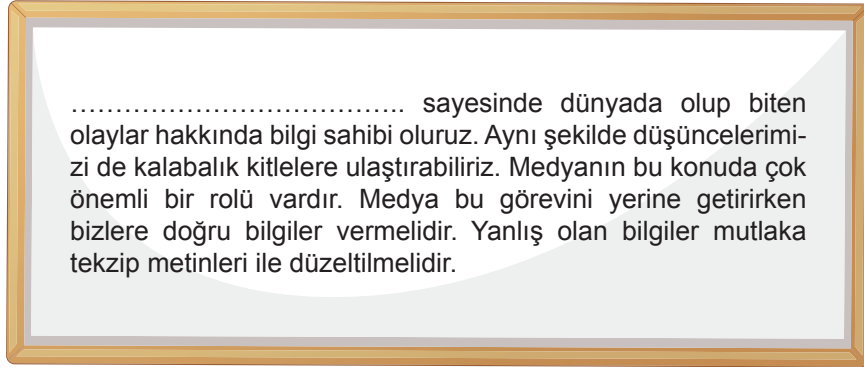 …………………………………. sayesinde dünyada olup biten
olaylar hakkında bilgi sahibi oluruz. Aynı şekilde düşüncelerimi-
zi de kalabalık kitlelere ulaştırabiliriz. Medyanın bu konuda çok
önemli bir rolü vardır. Medya bu görevini yerine getirirken
bizlere doğru bilgiler vermelidir. Yanlış olan bilgiler mutlaka
tekzip metinleri ile düzeltilmelidir.